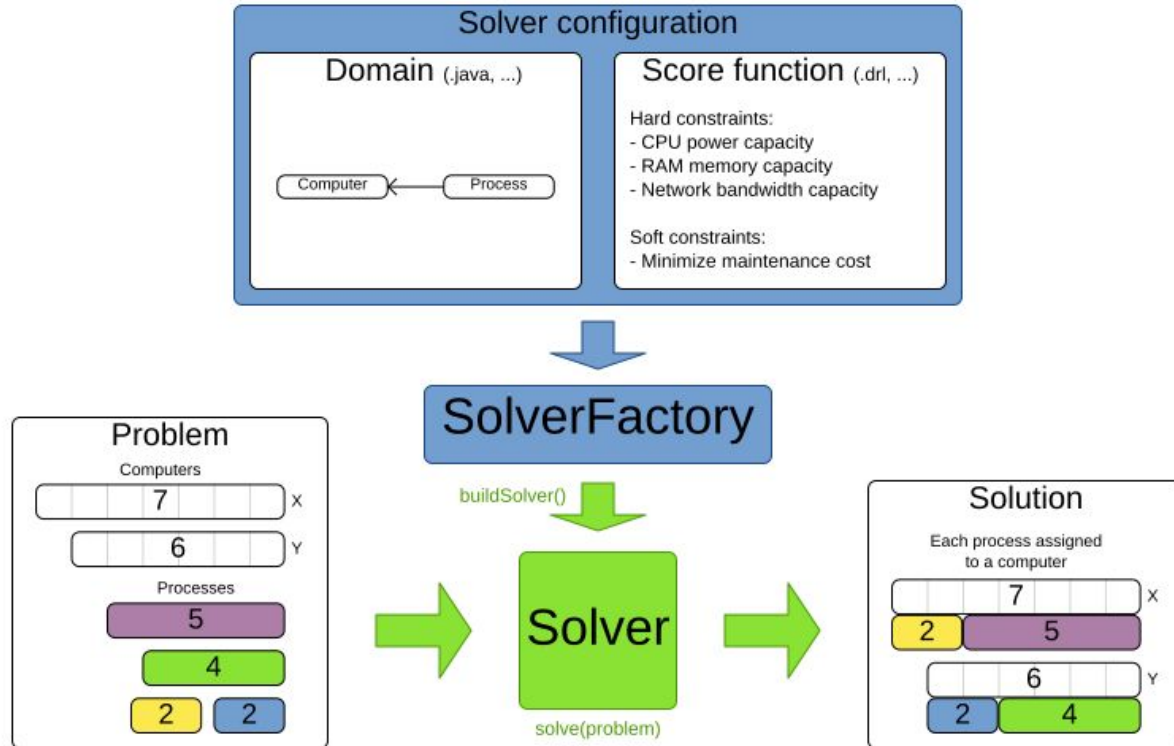 Solver configuration
Domain (.java, ...)
Computer
Process
Score function (.drl, ...)
Hard constraints:
- CPU power capacity
- RAM memory capacity
- Network bandwidth capacity
Soft constraints:
- Minimize maintenance cost
SolverFactory
buildSolver()
Problem
Computers
7 X
6 Y
Processes
5
4
2 2
Solver
solve(problem)
Solution
Each process assigned
to a computer
7 X
2 5
6 Y
2 4